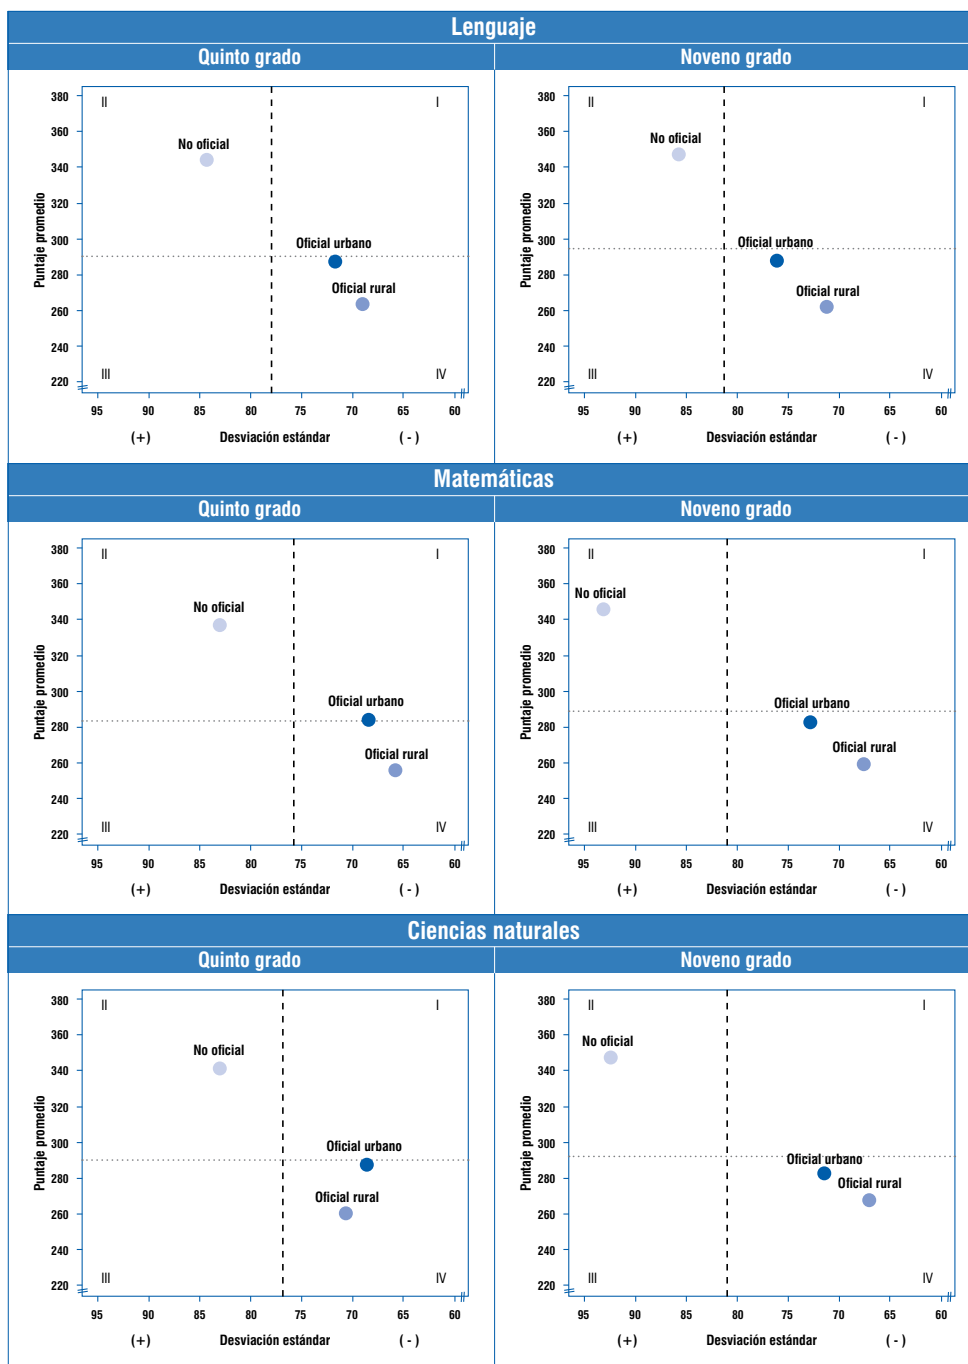 Lenguaje
Quinto grado
Noveno grado
380
360
340
320
300
280
260
240
220
Puntaje promedio
II
I
No oficial
Oficial urbano
Oficial rural
III
IV
95 90 85 80 75 70 65 60
(+) Desviación estándar (-)
380
360
340
320
300
280
260
240
220
Puntaje promedio
II
I
No oficial
Oficial urbano
Oficial rural
III
IV
95 90 85 80 75 70 65 60
(+) Desviación estándar (-)
Matemáticas
Quinto grado
Noveno grado
380
360
340
320
300
280
260
240
220
Puntaje promedio
II
I
No oficial
Oficial urbano
Oficial rural
III
IV
95 90 85 80 75 70 65 60
(+) Desviación estándar (-)
380
360
340
320
300
280
260
240
220
Puntaje promedio
II
I
No oficial
Oficial urbano
Oficial rural
III
IV
95 90 85 80 75 70 65 60
(+) Desviación estándar (-)
Ciencias naturales
Quinto grado
Noveno grado
380
360
340
320
300
280
260
240
220
Puntaje promedio
II
I
No oficial
Oficial urbano
Oficial rural
III
IV
95 90 85 80 75 70 65 60
(+) Desviación estándar (-)
380
360
340
320
300
280
260
240
220
Puntaje promedio
II
I
No oficial
Oficial urbano
Oficial rural
III
IV
95 90 85 80 75 70 65 60
(+) Desviación estándar (-)